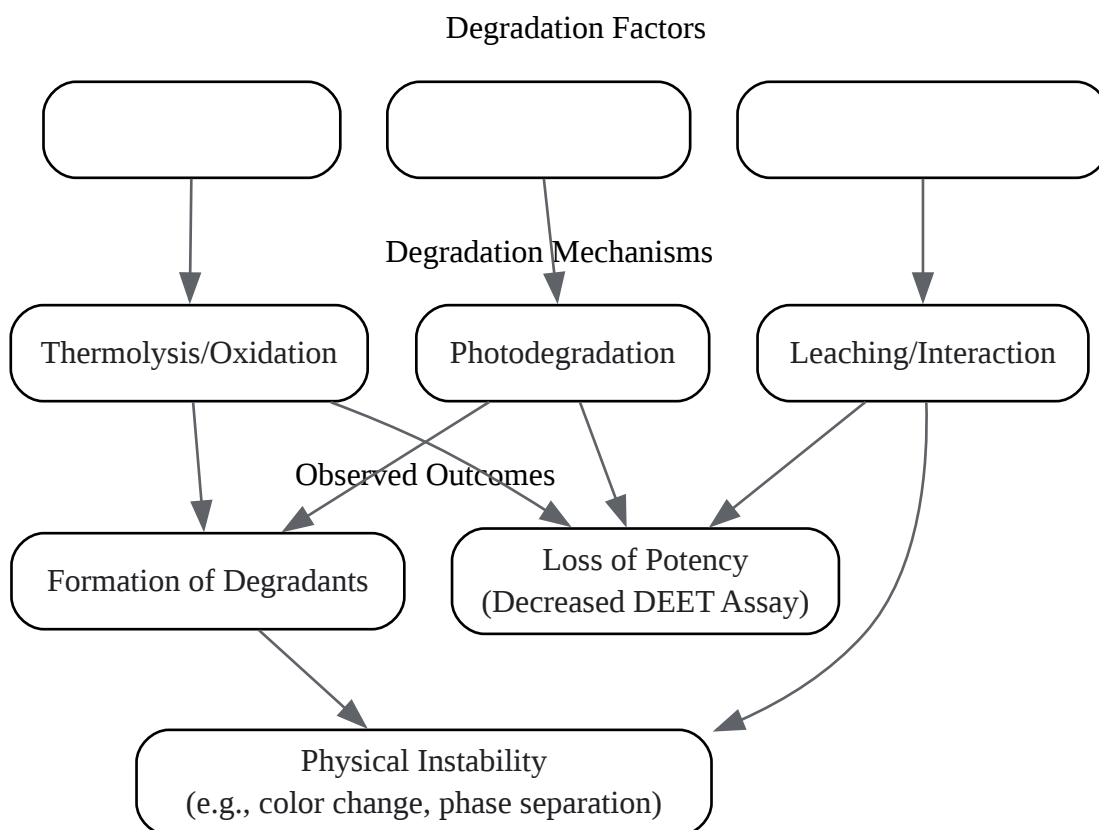 Degradation Factors
Degradation Mechanisms
Thermolysis/Oxidation
Photodegradation
Leaching/Interaction
Observed Outcomes
Formation of Degradants
Loss of Potency
(Decreased DEET Assay)
Physical Instability
(e.g., color change, phase separation)